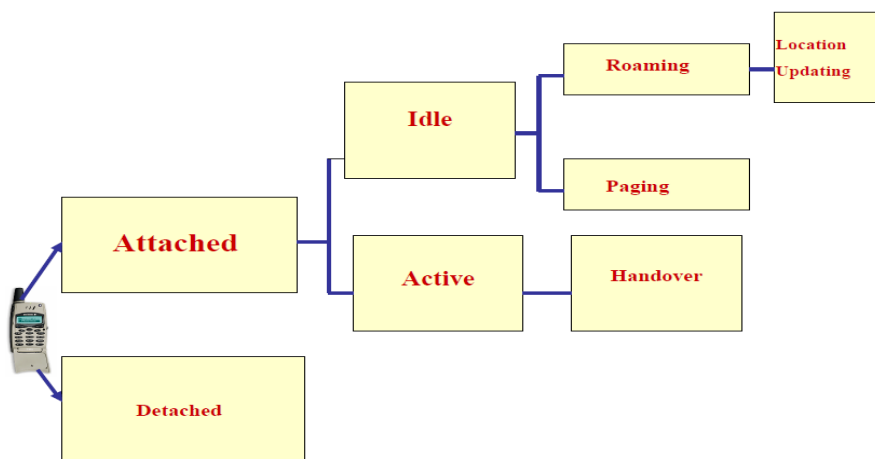 Location
Updating
Roaming
Idle
Paging
Attached
Active
Handover
Detached